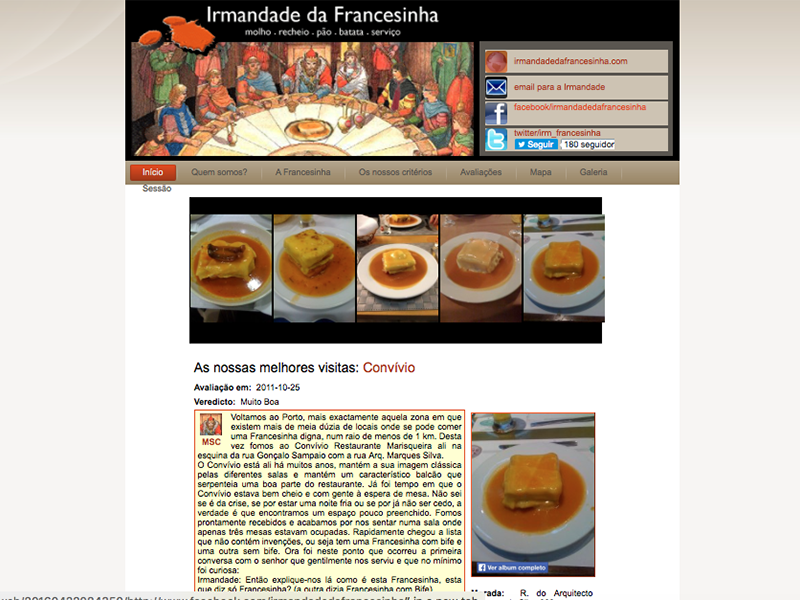 Irmandade da Francesinha
molho . recheio . pão . batata . serviço
irmandadedafrancesinha.com
email para a Irmandade
facebook/irmandadedafrancesinha
twitter/irm_francesinha
Seguir 180 seguidor
Início Quem somos? A Francesinha Os nossos critérios Avaliações Mapa Galeria
Sessão
As nossas melhores visitas: Convívio
Avaliação em: 2011-10-25
Veredicto: Muito Boa
MSC
Voltamos ao Porto, mais exactamente aquela zona em que
existem mais de meia dúzia de locais onde se pode comer
uma Francesinha digna, num raio de menos de 1 km. Desta
vez fomos ao Convívio Restaurante Marisqueira ali na
esquina da rua Gonçalo Sampaio com a rua Arq. Marques Silva.
O Convívio está ali há muitos anos, mantém a sua imagem clássica
pelas diferentes salas e mantém um característico balcão que
serpenteia uma boa parte do restaurante. Já foi tempo em que o
Convívio estava bem cheio e com gente à espera de mesa. Não sei
se é da crise, se por estar uma noite fria ou se por já não ser cedo, a
verdade é que encontramos um espaço pouco preenchido. Fomos
prontamente recebidos e acabamos por nos sentar numa sala onde
apenas três mesas estavam ocupadas. Rapidamente chegou a lista
que não contém invenções, ou seja tem uma Francesinha com bife e
uma outra sem bife. Ora foi neste ponto que ocorreu a primeira
conversa com o senhor que gentilmente nos serviu e que no mínimo
foi curiosa:
Irmandade: Então explique-nos lá como é esta Francesinha, esta
que diz só Francesinha? (a outra dizia Francesinha com Bife)
Ver álbum completo
Morada: R. do Arquitecto